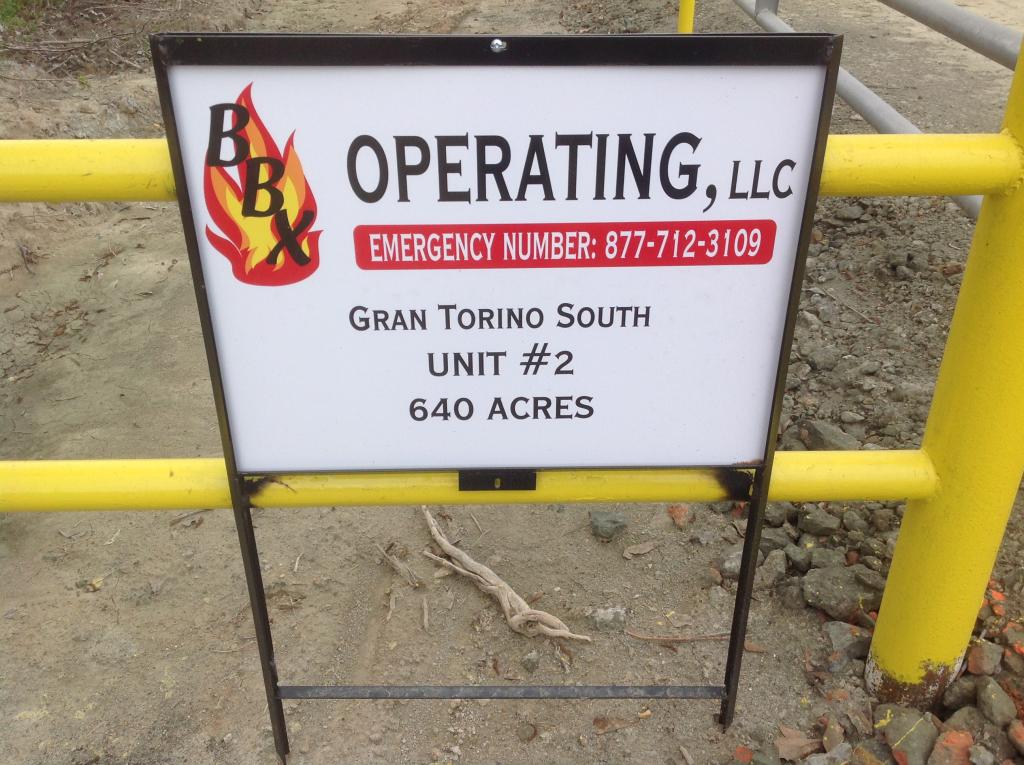 BBX
OPERATING, LLC
EMERGENCY NUMBER: 877-712-3109
GRAN TORINO SOUTH
UNIT #2
640 ACRES